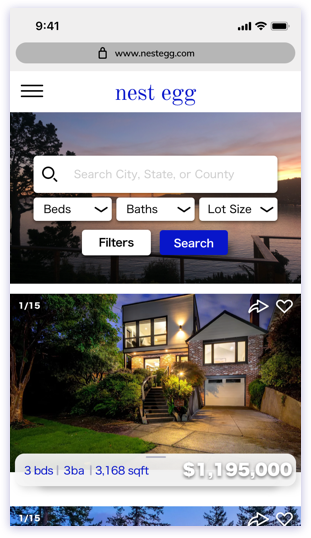 9:41
www.nestegg.com
nest egg
Search City, State, or County
Beds Baths Lot Size
Filters Search
1/15
3 bds | 3ba | 3,168 sqft $1,195,000
1/15